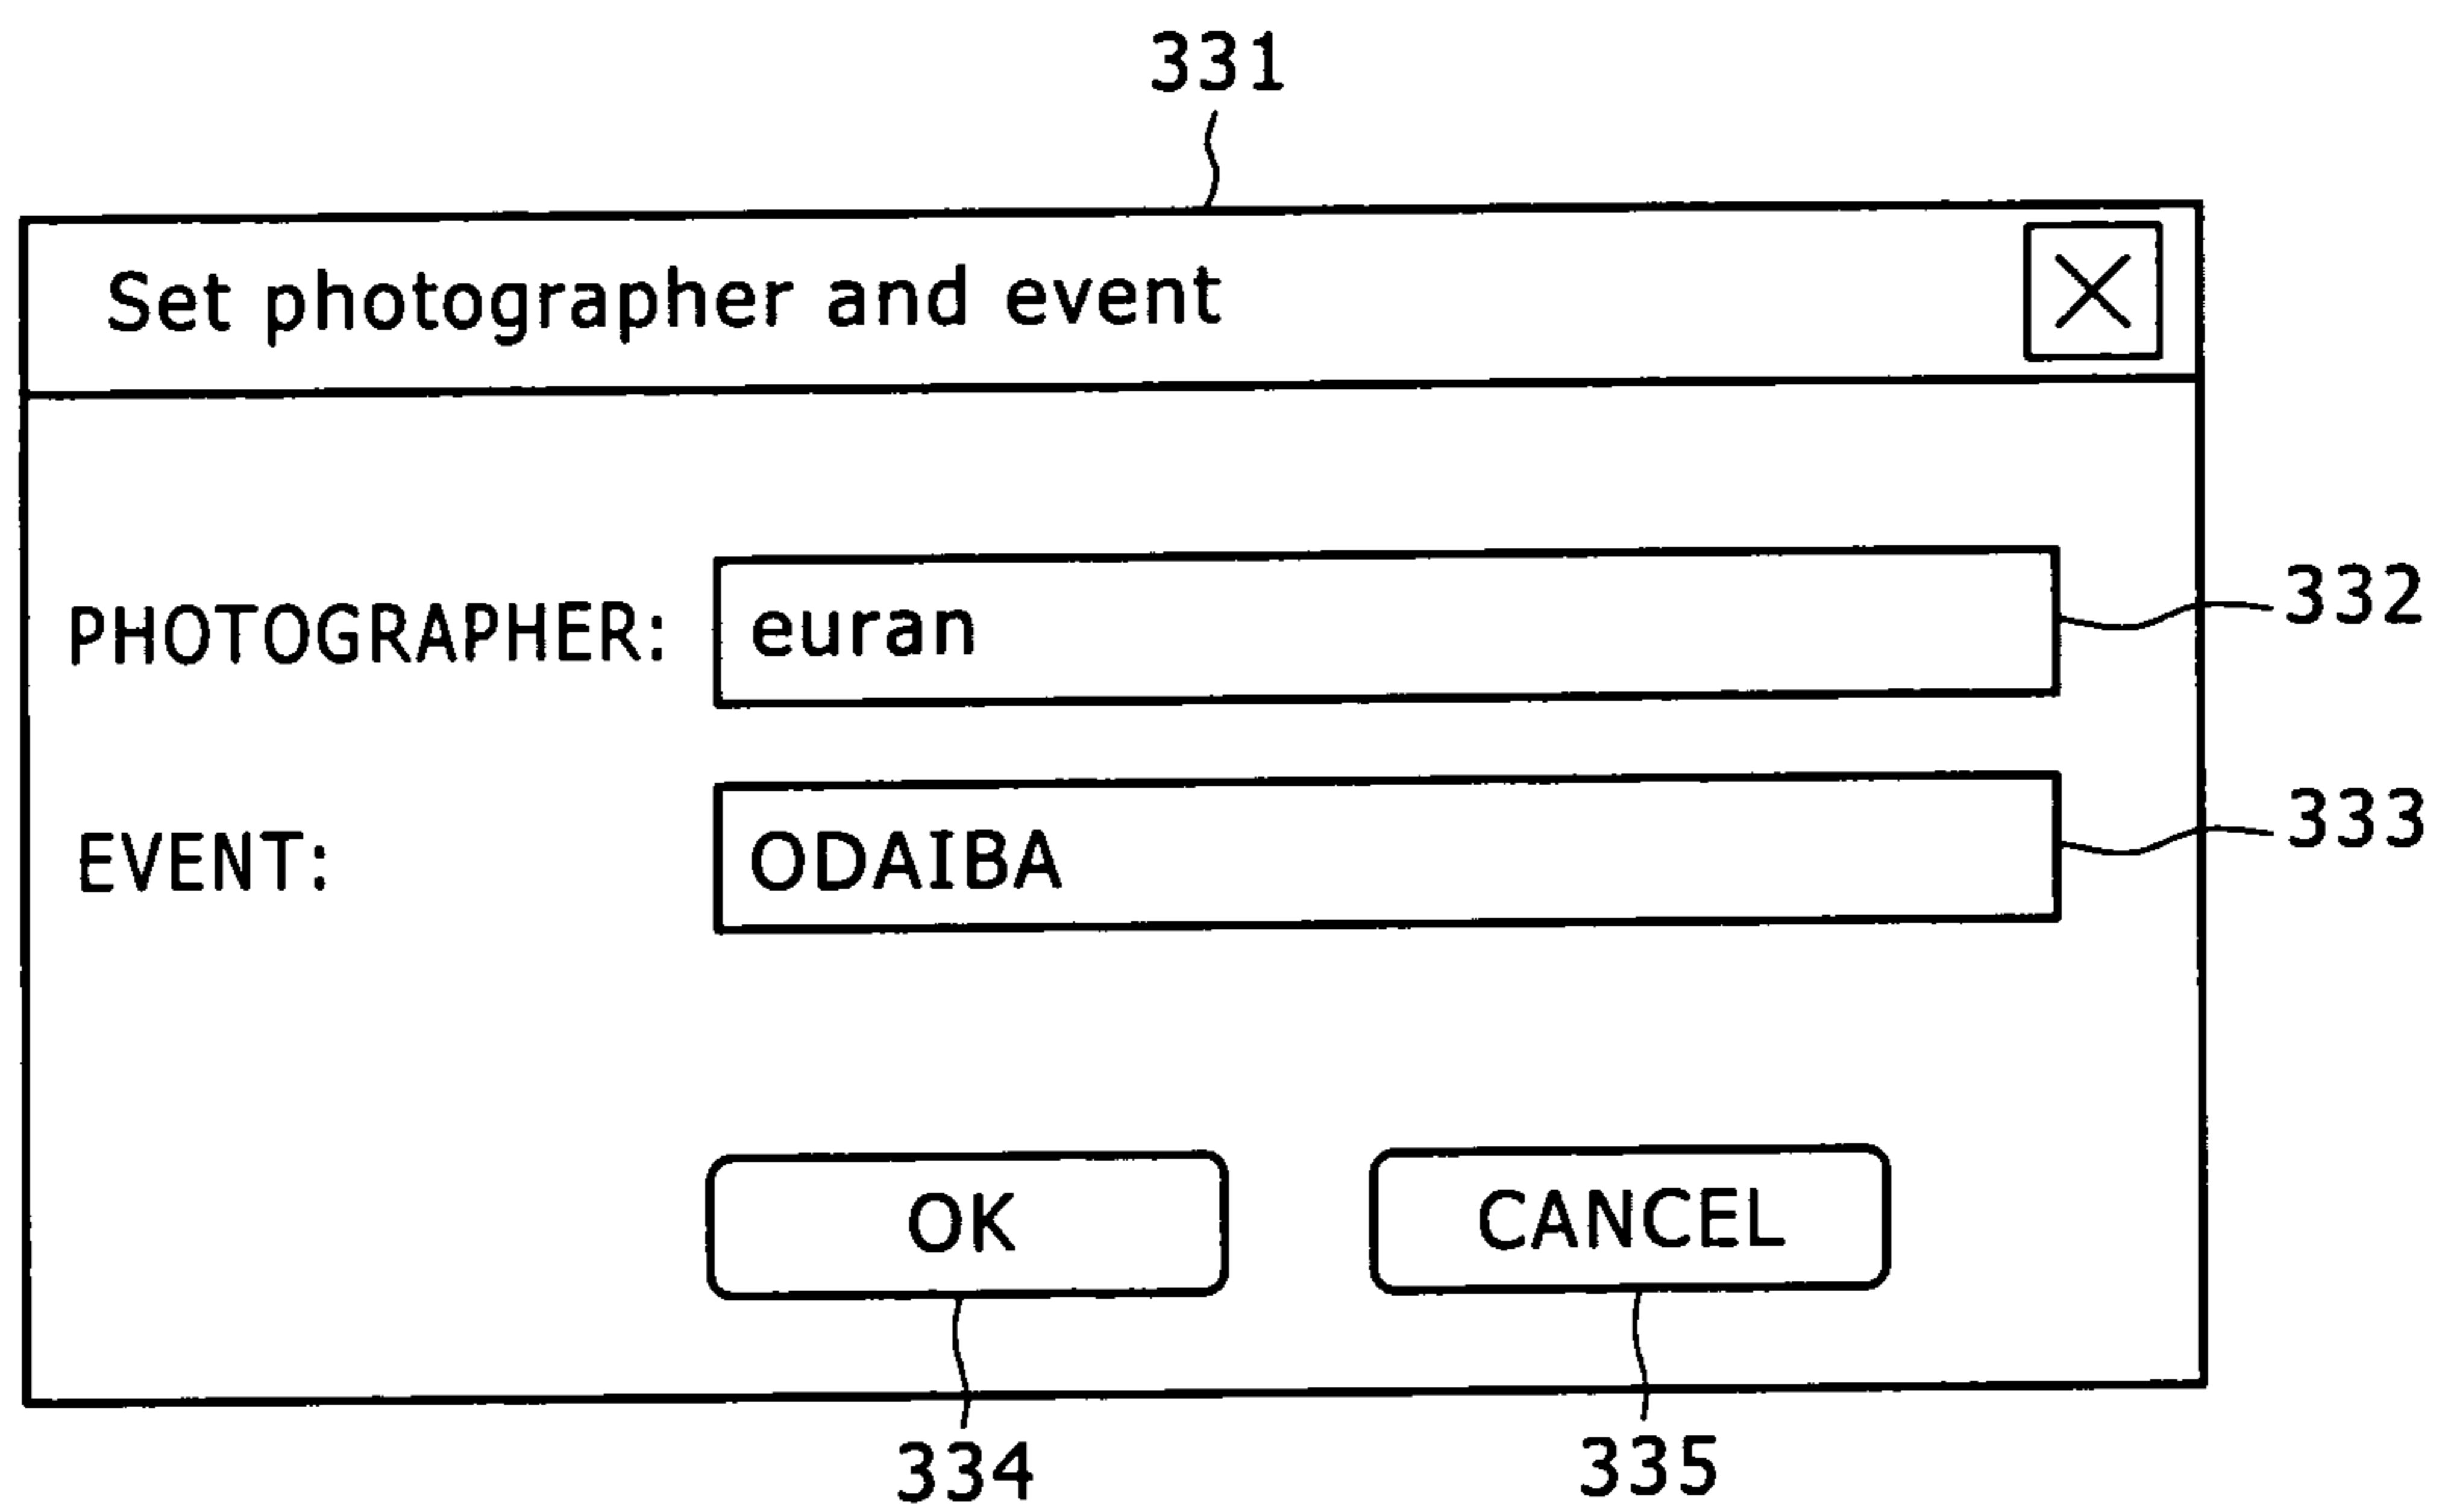 331
Set photographer and event
PHOTOGRAPHER: euran 332
EVENT: ODAIBA 333
OK CANCEL
334 335